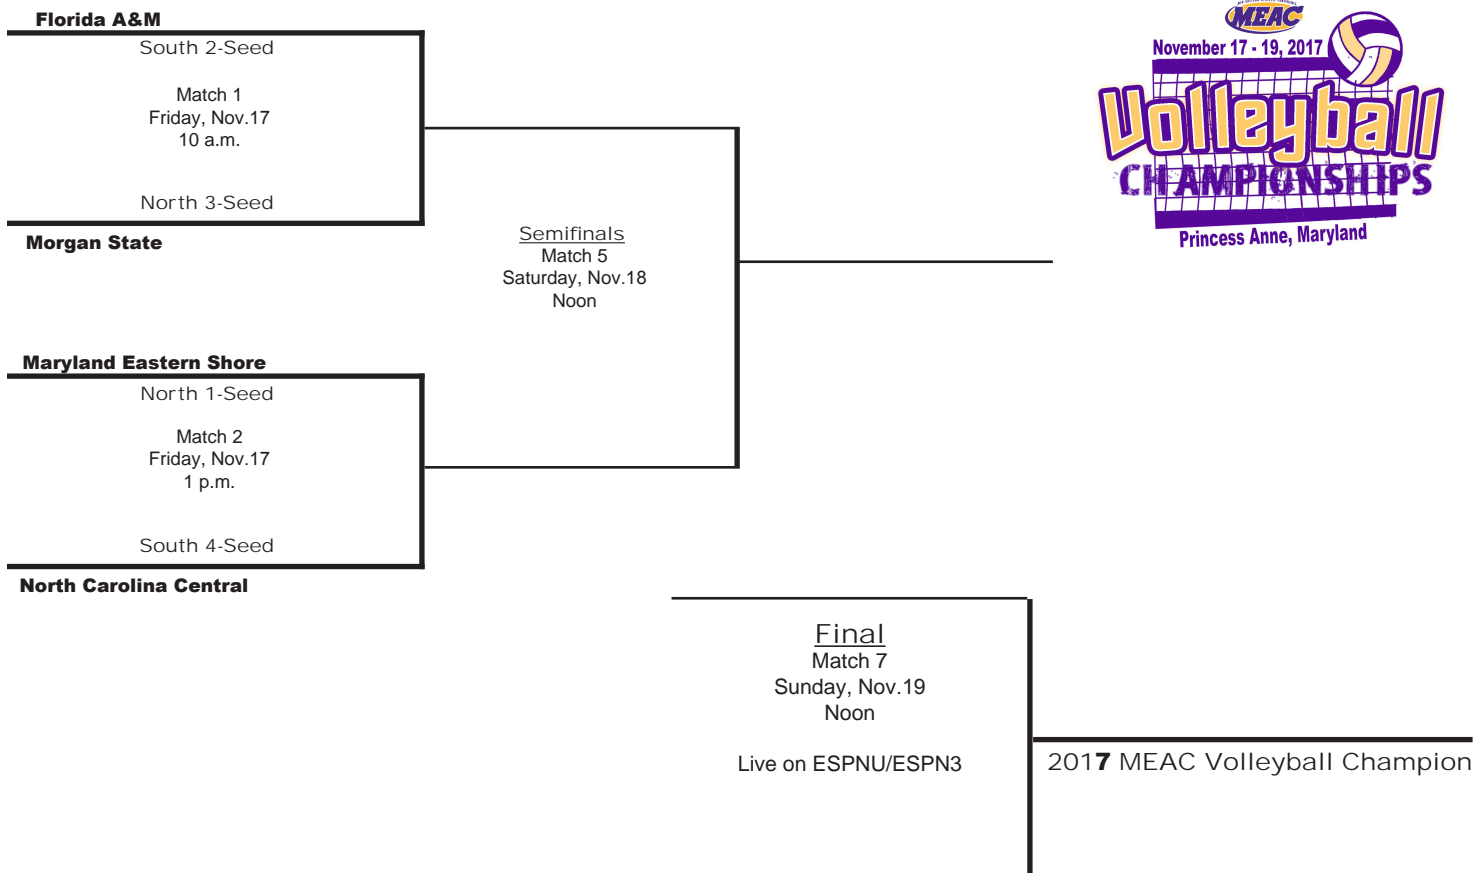 Florida A&M
South 2-Seed
Match 1
Friday, Nov.17
10 a.m.
North 3-Seed
Morgan State
Semifinals
Match 5
Saturday, Nov.18
Noon
Maryland Eastern Shore
North 1-Seed
Match 2
Friday, Nov.17
1 p.m.
South 4-Seed
North Carolina Central
MEAC
November 17 - 19, 2017
Volleyball
CHAMPIONSHIPS
Princess Anne, Maryland
Final
Match 7
Sunday, Nov.19
Noon
Live on ESPNU/ESPN3
2017 MEAC Volleyball Champion